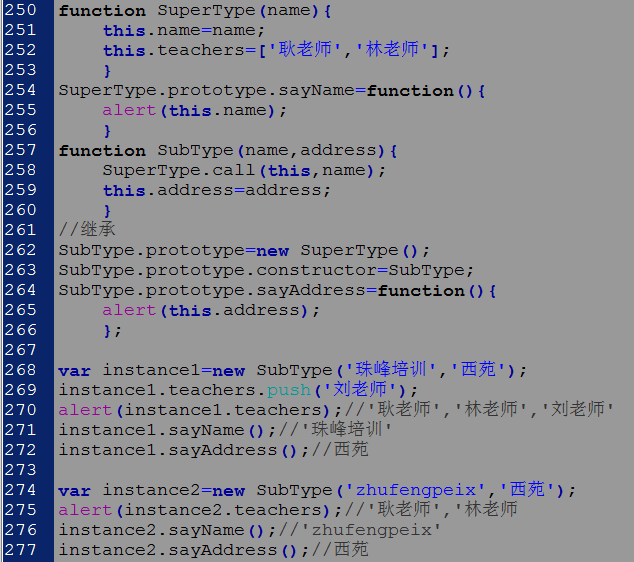 250 function SuperType(name){
251     this.name=name;
252     this.teachers=['耿老师','林老师'];
253     }
254 SuperType.prototype.sayName=function(){
255     alert(this.name);
256     }
257 function SubType(name,address){
258     SuperType.call(this,name);
259     this.address=address;
260     }
261 //继承
262 SubType.prototype=new SuperType();
263 SubType.prototype.constructor=SubType;
264 SubType.prototype.sayAddress=function(){
265     alert(this.address);
266     };
267
268 var instance1=new SubType('珠峰培训','西苑');
269 instance1.teachers.push('刘老师');
270 alert(instance1.teachers);//'耿老师','林老师','刘老师'
271 instance1.sayName();//'珠峰培训'
272 instance1.sayAddress();//西苑
273
274 var instance2=new SubType('zhufengpeix','西苑');
275 alert(instance2.teachers);//'耿老师','林老师
276 instance2.sayName();//'zhufengpeix'
277 instance2.sayAddress();//西苑